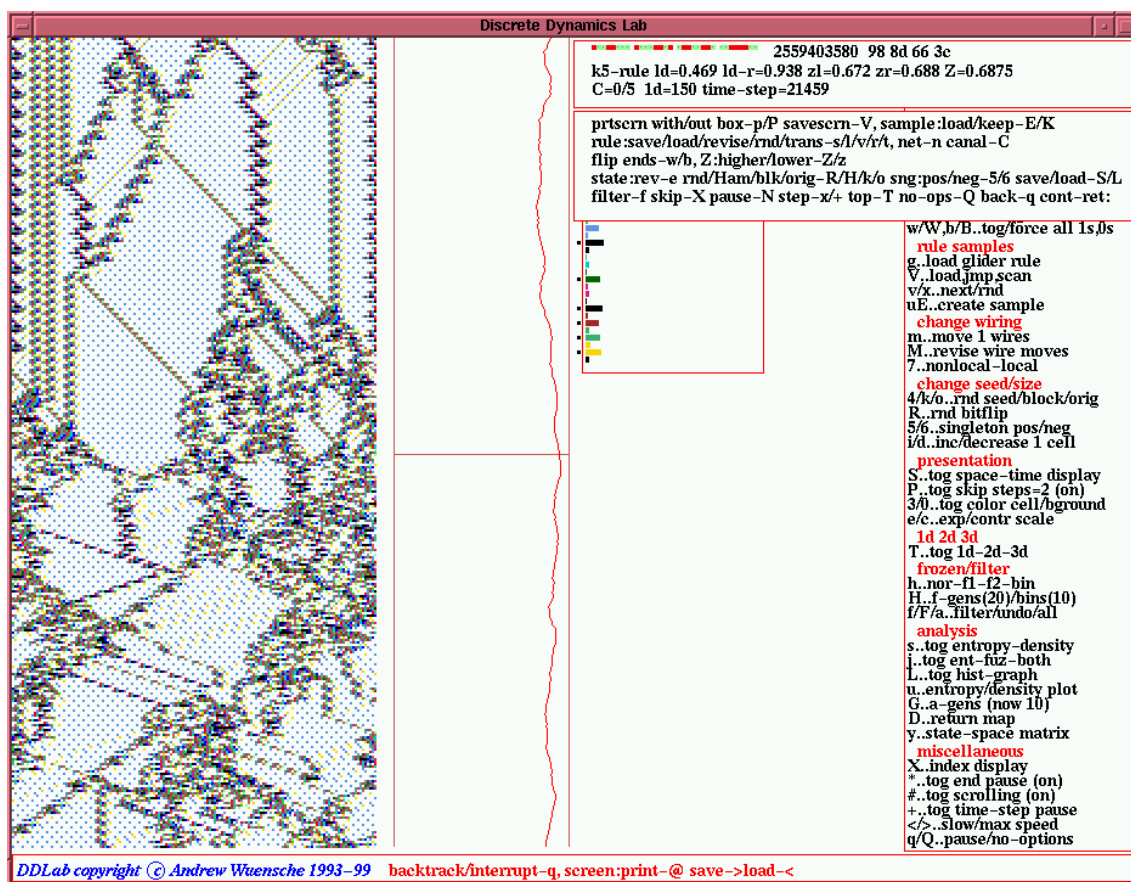 Discrete Dynamics Lab
2559403580 98 8d 66 3c
k5-rule ld=0.469 ld-r=0.938 zl=0.672 zr=0.688 Z=0.6875
C=0/5 1d=150 time-step=21459
prtscrn with/out box-p/P savescrn-V, sample:load/keep-E/K
rule:save/load/revise/rnd/trans-s/l/v/r/t, net-n canal-C
flip ends-w/b, Z:higher/lower-Z/z
state:rev-e rnd/Ham/blk/orig-R/H/k/o sng:pos/neg-5/6 save/load-S/L
filter-f skip-X pause-N step-x/+ top-T no-ops-Q back-q cont-ret:
w/W,b/B..tog/force all 1s,0s
rule samples
g..load glider rule
V..load,jmp,scan
v/x..next/rnd
uE..create sample
change wiring
m..move 1 wires
M..revise wire moves
7..nonlocal-local
change seed/size
4/k/o..rnd seed/block/orig
R..rnd bitflip
5/6..singleton pos/neg
i/d..inc/decrease 1 cell
presentation
S..tog space-time display
P..tog skip steps=2 (on)
3/0..tog color cell/bground
e/c..exp/contr scale
1d 2d 3d
T..tog 1d-2d-3d
frozen/filter
h..nor-f1-f2-bin
H..f-gens(20)/bins(10)
f/F/a..filter/undo/all
analysis
s..tog entropy-density
j..tog ent-fuz-both
L..tog hist-graph
u..entropy/density plot
G..a-gens (now 10)
D..return map
y..state-space matrix
miscellaneous
X..index display
*..tog end pause (on)
#..tog scrolling (on)
+..tog time-step pause
</>..slow/max speed
q/Q..pause/no-options
DDLab copyright © Andrew Wuensche 1993-99 backtrack/interrupt-q, screen:print-@ save->load-<